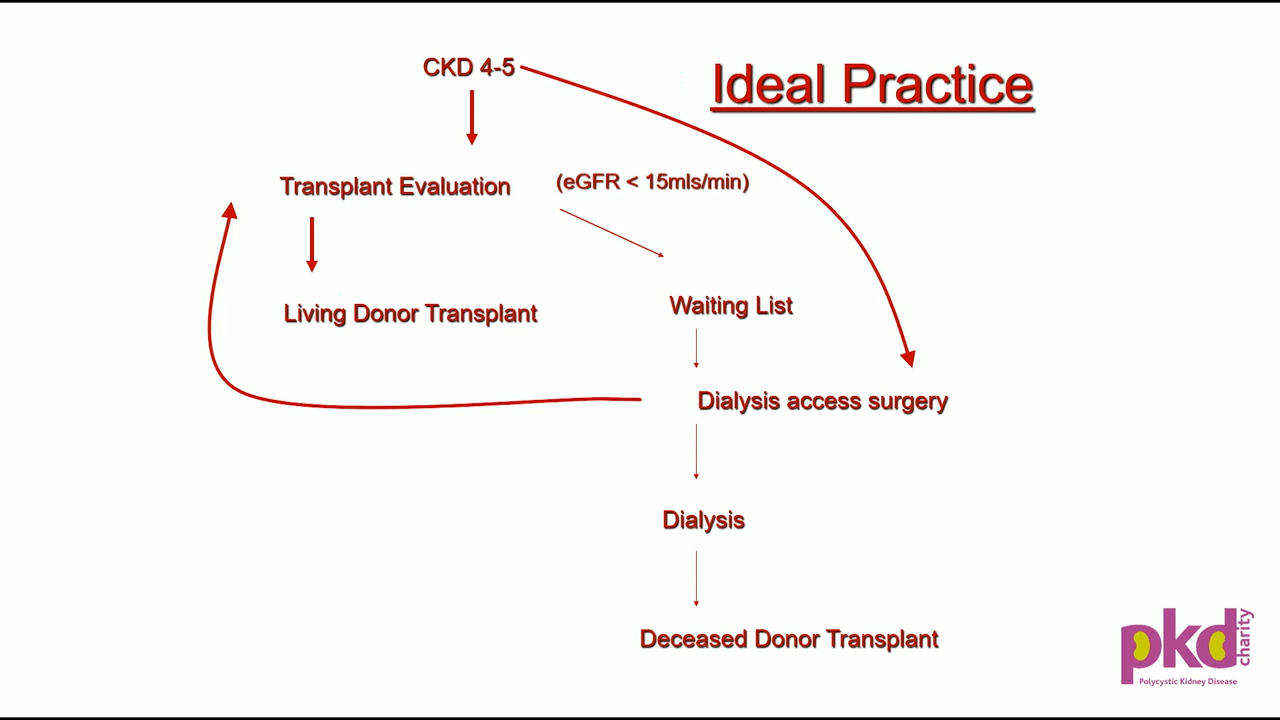 CKD 4-5
Ideal Practice
Transplant Evaluation
(eGFR < 15mls/min)
Living Donor Transplant
Waiting List
Dialysis access surgery
Dialysis
Deceased Donor Transplant
pkd
charity
Polycystic Kidney Disease